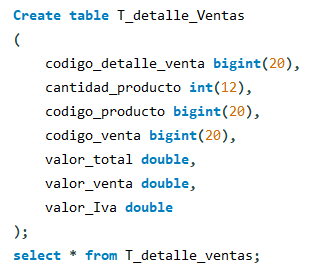 Create table T_detalle_Ventas
(
codigo_detalle_venta bigint(20),
cantidad_producto int(12),
codigo_producto bigint(20),
codigo_venta bigint(20),
valor_total double,
valor_venta double,
valor_Iva double
);
select * from T_detalle_ventas;